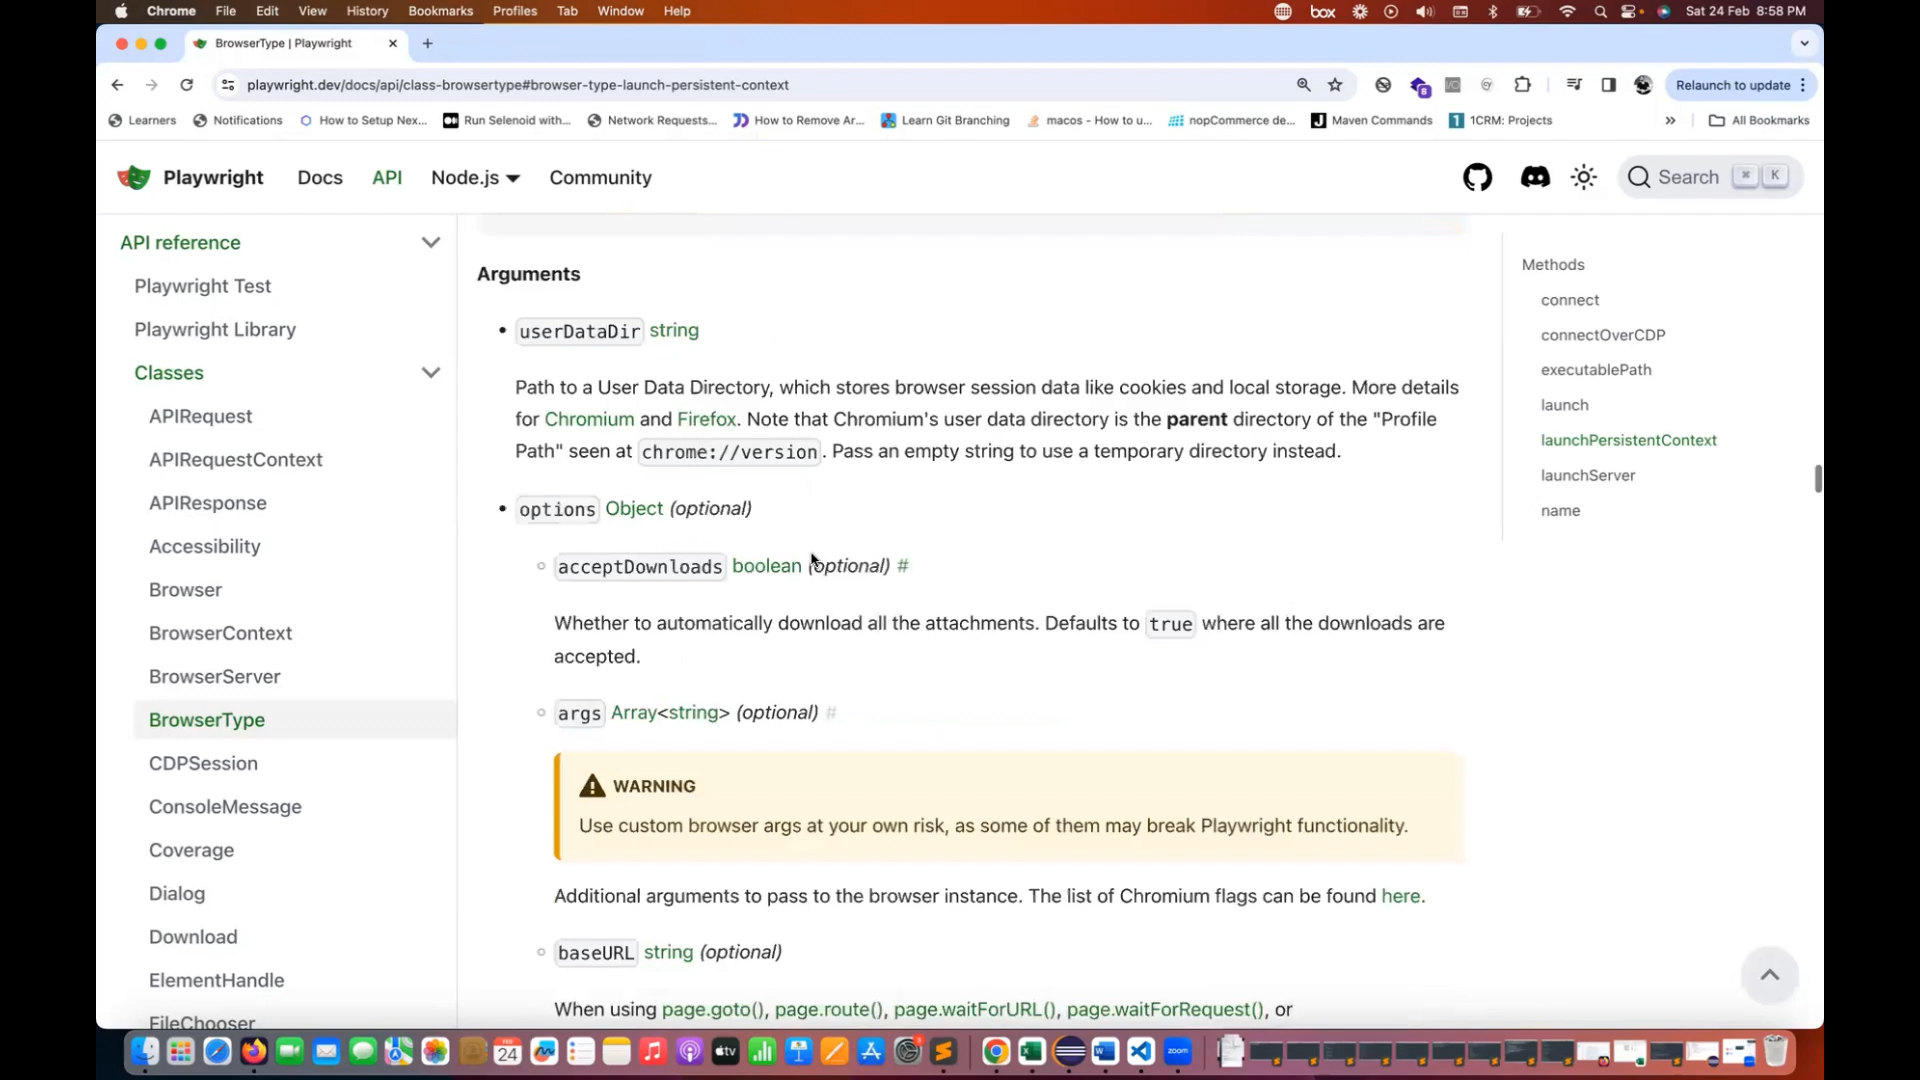 Chrome File Edit View History Bookmarks Profiles Tab Window Help box Sat 24 Feb 8:58 PM
BrowserType | Playwright
playwright.dev/docs/api/class-browsertype#browser-type-launch-persistent-context 8 Relaunch to update
Learners Notifications How to Setup Nex... Run Selenoid with... Network Requests... How to Remove Ar... Learn Git Branching macos - How to u... nopCommerce de... Maven Commands 1CRM: Projects » All Bookmarks
Playwright Docs API Node.js Community Search ⌘ K
API reference
Playwright Test
Playwright Library
Classes
APIRequest
APIRequestContext
APIResponse
Accessibility
Browser
BrowserContext
BrowserServer
BrowserType
CDPSession
ConsoleMessage
Coverage
Dialog
Download
ElementHandle
FileChooser
Arguments
userDataDir string
Path to a User Data Directory, which stores browser session data like cookies and local storage. More details
for Chromium and Firefox. Note that Chromium's user data directory is the parent directory of the "Profile
Path" seen at chrome://version. Pass an empty string to use a temporary directory instead.
options Object (optional)
acceptDownloads boolean (optional) #
Whether to automatically download all the attachments. Defaults to true where all the downloads are
accepted.
args Array<string> (optional) #
WARNING
Use custom browser args at your own risk, as some of them may break Playwright functionality.
Additional arguments to pass to the browser instance. The list of Chromium flags can be found here.
baseURL string (optional)
When using page.goto(), page.route(), page.waitForURL(), page.waitForRequest(), or
Methods
connect
connectOverCDP
executablePath
launch
launchPersistentContext
launchServer
name
FEB
24
tv
zoom